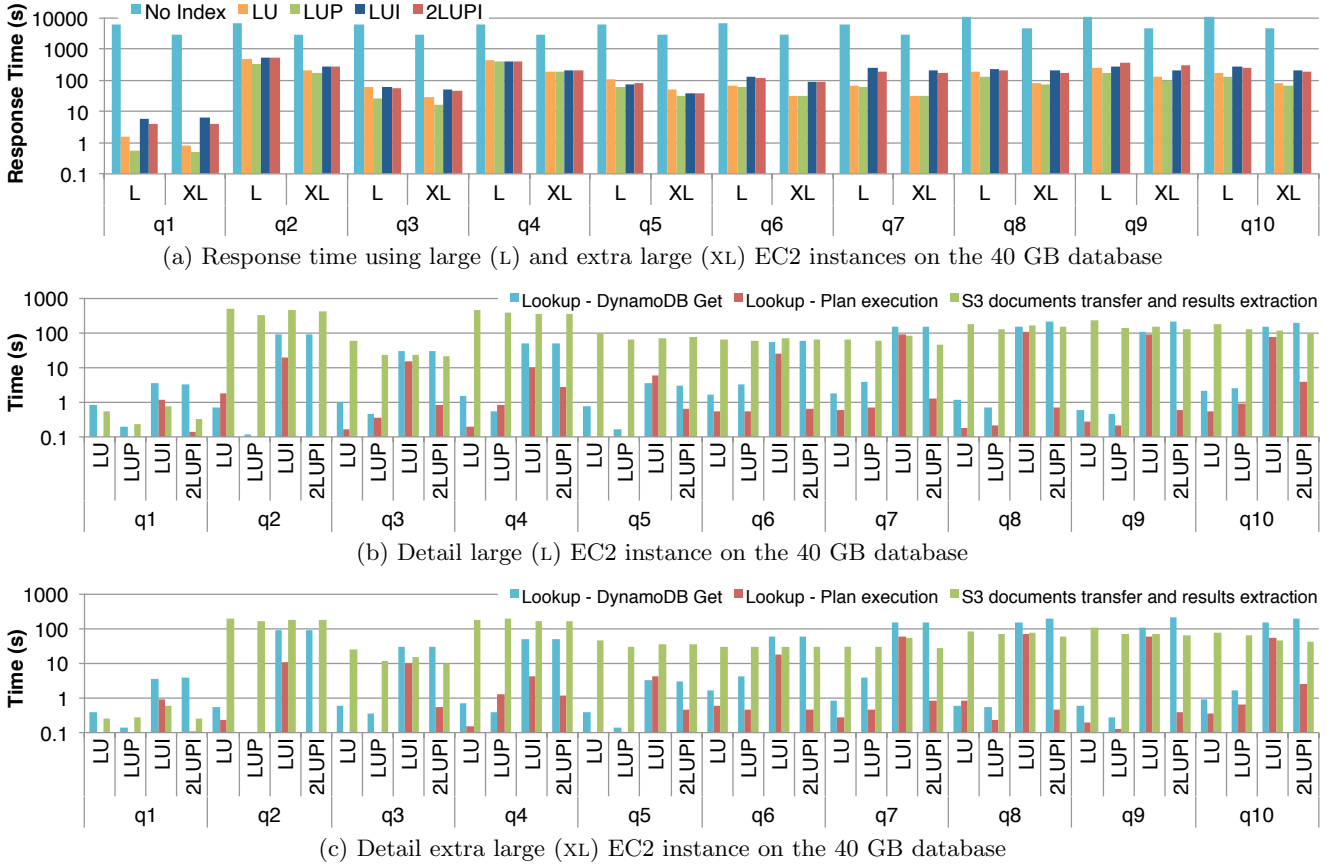 No Index LU LUP LUI 2LUPI
Response Time (s)
10000
1000
100
10
1
0.1
L XL L XL L XL L XL L XL L XL L XL L XL L XL L XL
q1 q2 q3 q4 q5 q6 q7 q8 q9 q10
(a) Response time using large (L) and extra large (XL) EC2 instances on the 40 GB database
Lookup - DynamoDB Get Lookup - Plan execution S3 documents transfer and results extraction
Time (s)
1000
100
10
1
0.1
LU LUP LUI 2LUPI LU LUP LUI 2LUPI LU LUP LUI 2LUPI LU LUP LUI 2LUPI LU LUP LUI 2LUPI LU LUP LUI 2LUPI LU LUP LUI 2LUPI LU LUP LUI 2LUPI LU LUP LUI 2LUPI LU LUP LUI 2LUPI
q1 q2 q3 q4 q5 q6 q7 q8 q9 q10
(b) Detail large (L) EC2 instance on the 40 GB database
Lookup - DynamoDB Get Lookup - Plan execution S3 documents transfer and results extraction
Time (s)
1000
100
10
1
0.1
LU LUP LUI 2LUPI LU LUP LUI 2LUPI LU LUP LUI 2LUPI LU LUP LUI 2LUPI LU LUP LUI 2LUPI LU LUP LUI 2LUPI LU LUP LUI 2LUPI LU LUP LUI 2LUPI LU LUP LUI 2LUPI LU LUP LUI 2LUPI
q1 q2 q3 q4 q5 q6 q7 q8 q9 q10
(c) Detail extra large (XL) EC2 instance on the 40 GB database